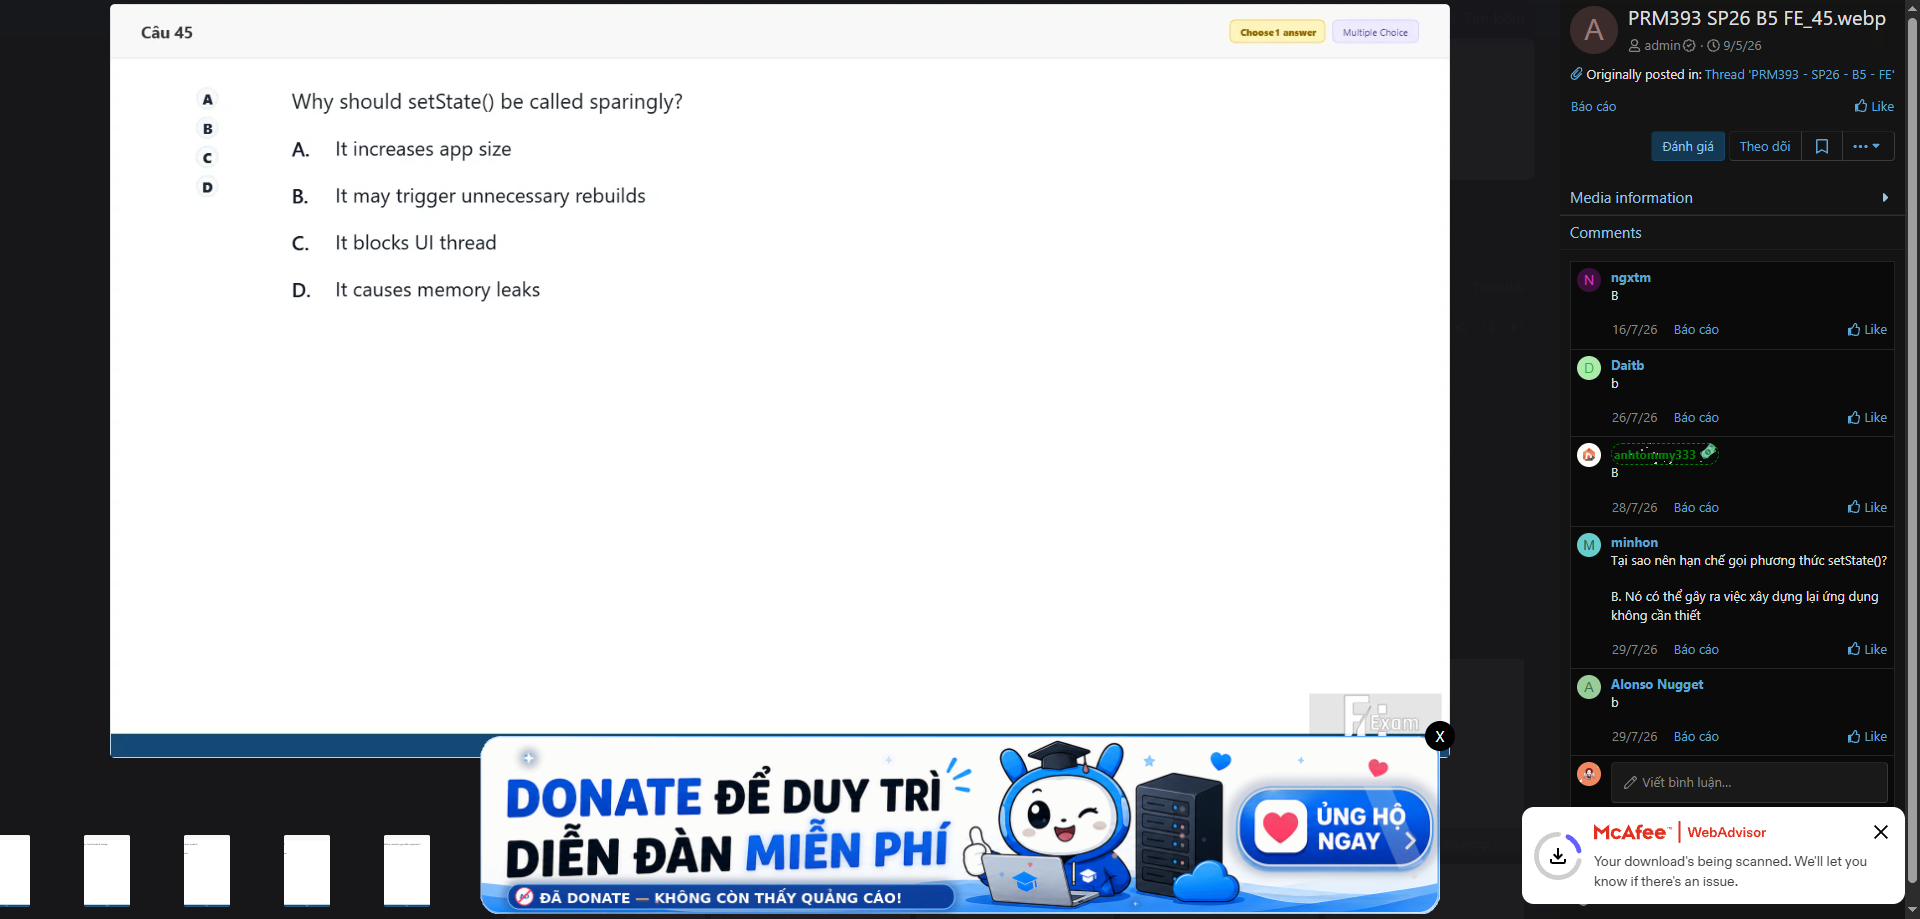 Câu 45
Choose 1 answer
Multiple Choice
A
B
C
D
Why should setState() be called sparingly?
A. It increases app size
B. It may trigger unnecessary rebuilds
C. It blocks UI thread
D. It causes memory leaks
F Exam
X
DONATE ĐỂ DUY TRÌ
DIỄN ĐÀN MIỄN PHÍ
ĐÃ DONATE — KHÔNG CÒN THẤY QUẢNG CÁO!
ỦNG HỘ
NGAY
A
PRM393 SP26 B5 FE_45.webp
admin · 9/5/26
Originally posted in: Thread 'PRM393 - SP26 - B5 - FE'
Báo cáo
Like
Đánh giá
Theo dõi
Media information
Comments
N
ngxtm
B
16/7/26 Báo cáo Like
D
Daitb
b
26/7/26 Báo cáo Like
anhtommy333
B
28/7/26 Báo cáo Like
M
minhon
Tại sao nên hạn chế gọi phương thức setState()?
B. Nó có thể gây ra việc xây dựng lại ứng dụng
không cần thiết
29/7/26 Báo cáo Like
A
Alonso Nugget
b
29/7/26 Báo cáo Like
Viết bình luận...
McAfee™ | WebAdvisor
Your download's being scanned. We'll let you
know if there's an issue.